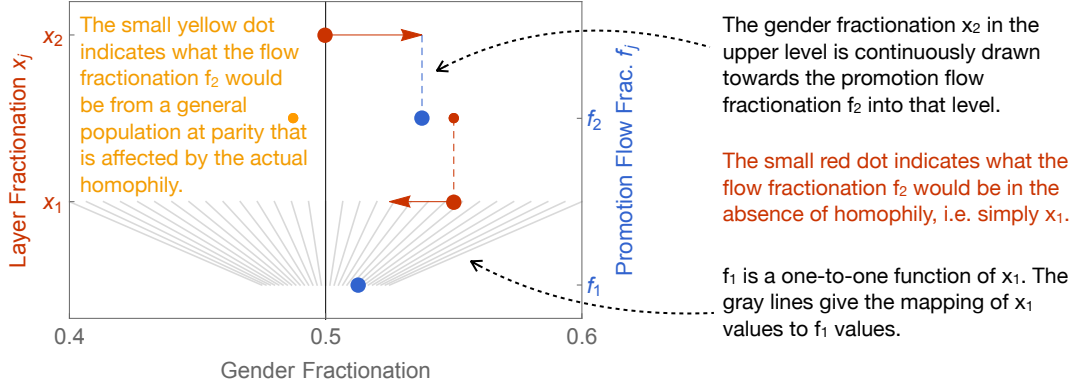 Layer Fractionation xⱼ
x₂
x₁
The small yellow dot
indicates what the flow
fractionation f₂ would
be from a general
population at parity that
is affected by the actual
homophily.
0.4
0.5
0.6
Gender Fractionation
f₂
f₁
Promotion Flow Frac. fⱼ
The gender fractionation x₂ in the
upper level is continuously drawn
towards the promotion flow
fractionation f₂ into that level.
The small red dot indicates what the
flow fractionation f₂ would be in the
absence of homophily, i.e. simply x₁.
f₁ is a one-to-one function of x₁. The
gray lines give the mapping of x₁
values to f₁ values.